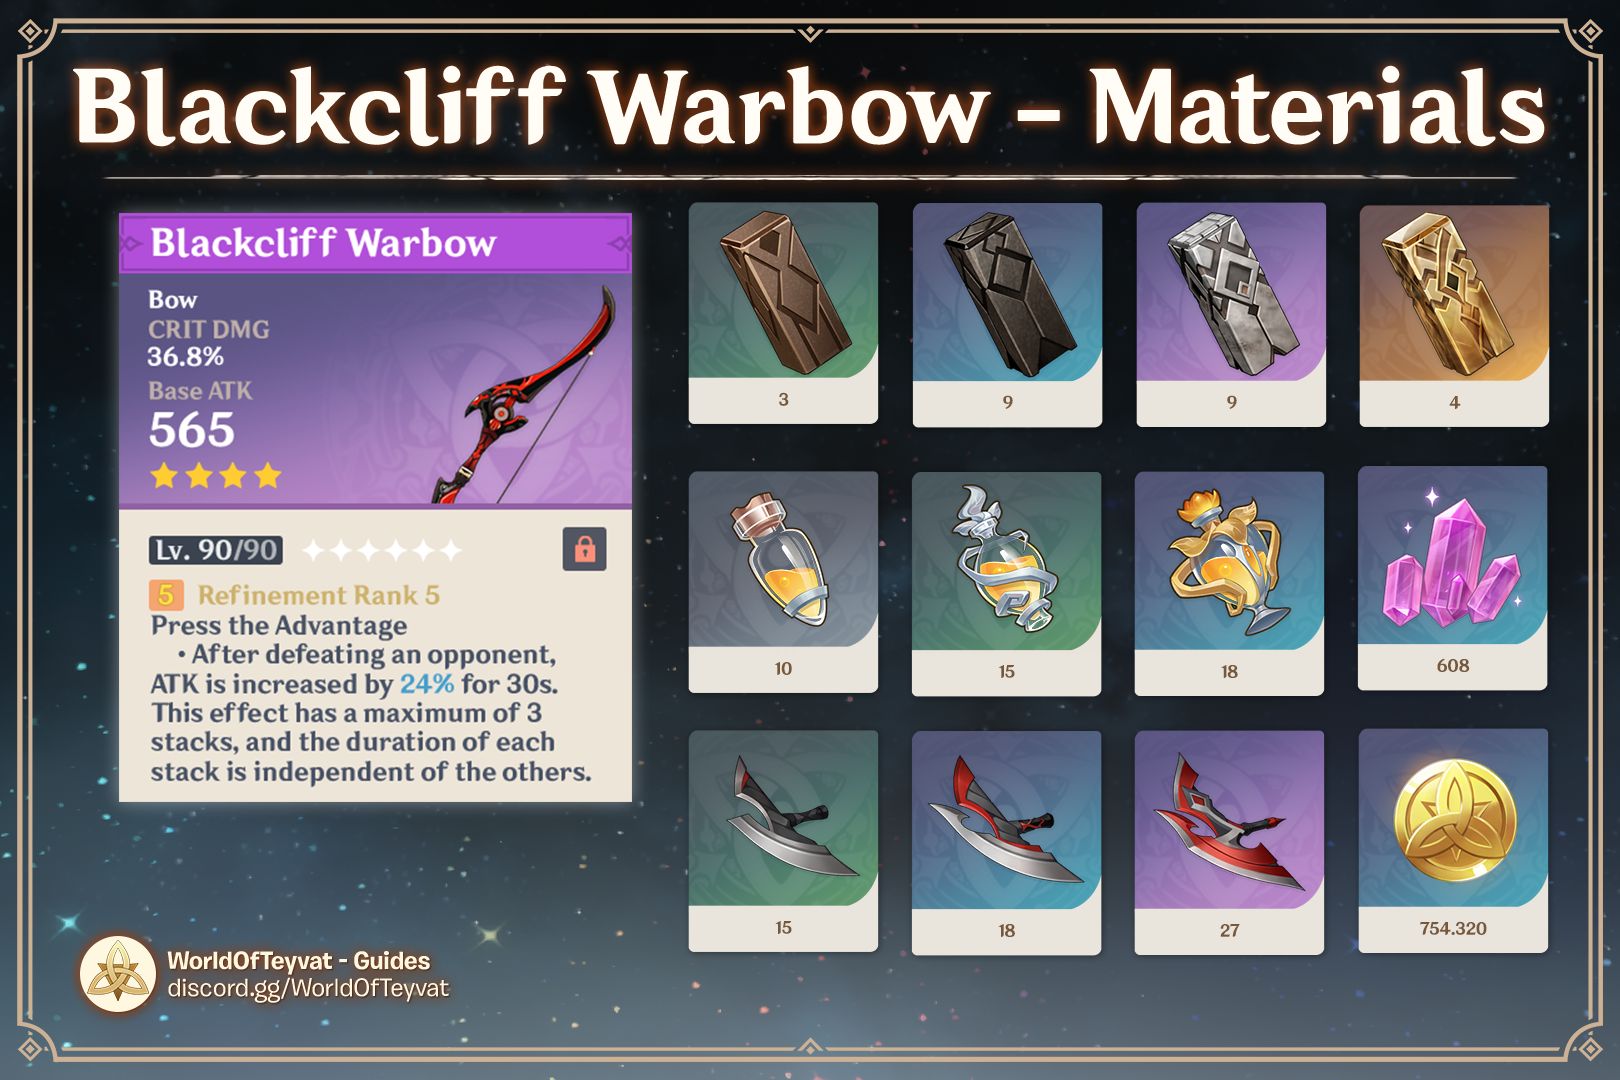 Blackcliff Warbow – Materials
Blackcliff Warbow
Bow
CRIT DMG
36.8%
Base ATK
565
Lv. 90/90
5 Refinement Rank 5
Press the Advantage
• After defeating an opponent,
ATK is increased by 24% for 30s.
This effect has a maximum of 3
stacks, and the duration of each
stack is independent of the others.
3
9
9
4
10
15
18
608
15
18
27
754.320
WorldOfTeyvat - Guides
discord.gg/WorldOfTeyvat